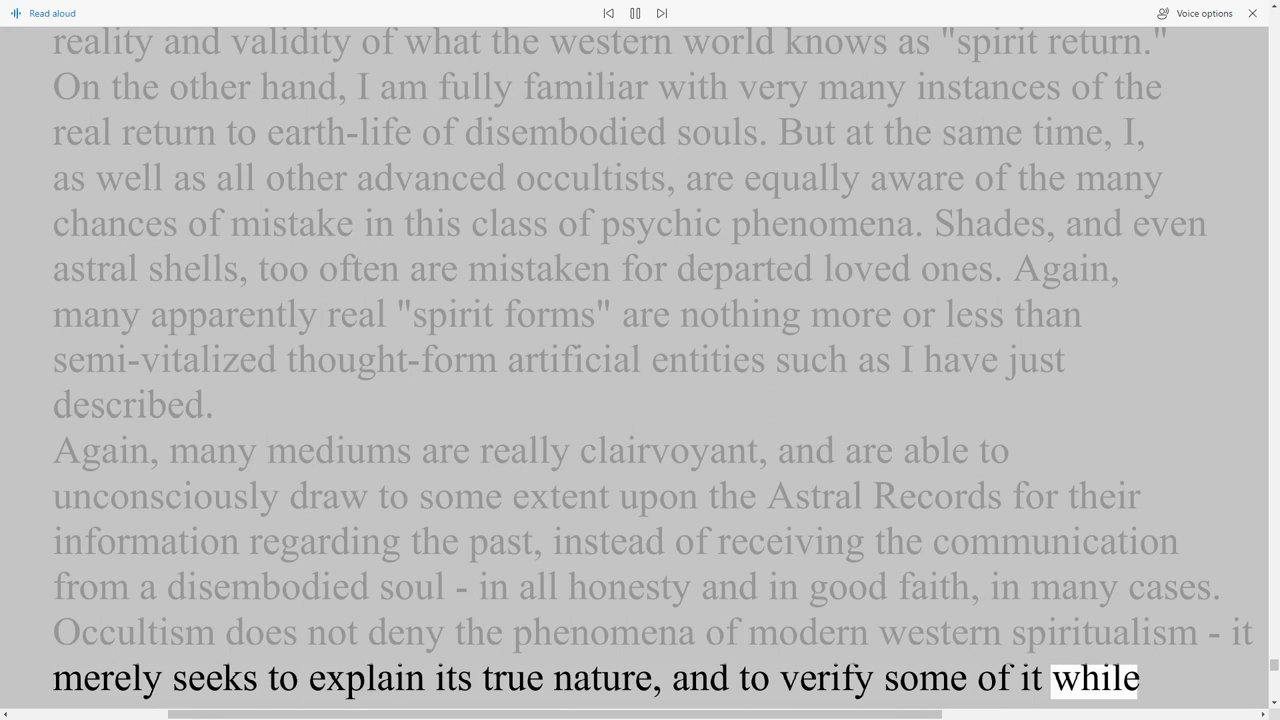 Read aloud
Voice options
reality and validity of what the western world knows as "spirit return."
On the other hand, I am fully familiar with very many instances of the
real return to earth-life of disembodied souls. But at the same time, I,
as well as all other advanced occultists, are equally aware of the many
chances of mistake in this class of psychic phenomena. Shades, and even
astral shells, too often are mistaken for departed loved ones. Again,
many apparently real "spirit forms" are nothing more or less than
semi-vitalized thought-form artificial entities such as I have just
described.
Again, many mediums are really clairvoyant, and are able to
unconsciously draw to some extent upon the Astral Records for their
information regarding the past, instead of receiving the communication
from a disembodied soul - in all honesty and in good faith, in many cases.
Occultism does not deny the phenomena of modern western spiritualism - it
merely seeks to explain its true nature, and to verify some of it while